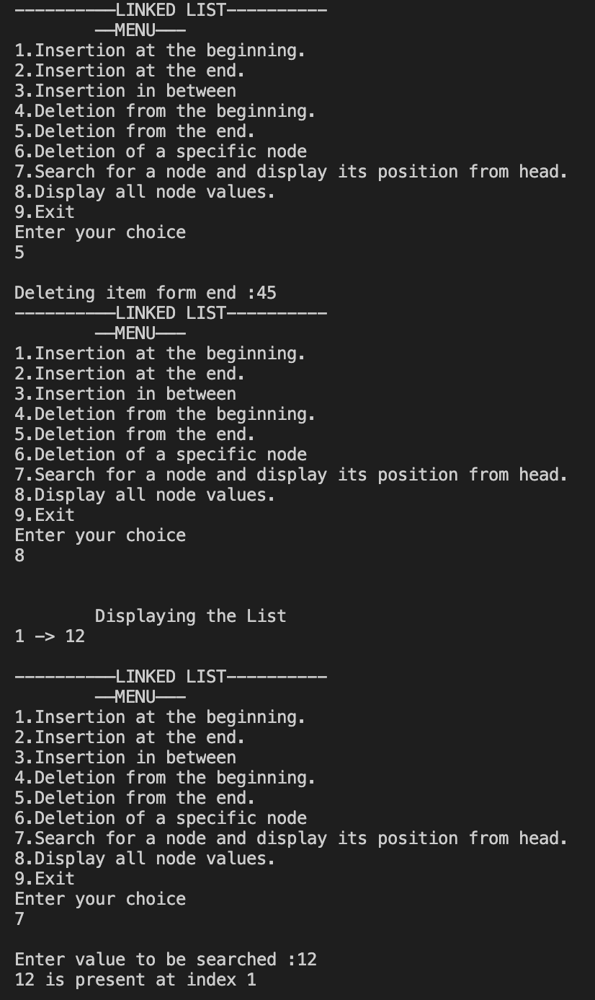 ----------LINKED LIST----------
        --MENU---
1.Insertion at the beginning.
2.Insertion at the end.
3.Insertion in between
4.Deletion from the beginning.
5.Deletion from the end.
6.Deletion of a specific node
7.Search for a node and display its position from head.
8.Display all node values.
9.Exit
Enter your choice
5

Deleting item form end :45
----------LINKED LIST----------
        --MENU---
1.Insertion at the beginning.
2.Insertion at the end.
3.Insertion in between
4.Deletion from the beginning.
5.Deletion from the end.
6.Deletion of a specific node
7.Search for a node and display its position from head.
8.Display all node values.
9.Exit
Enter your choice
8


        Displaying the List
1 -> 12

----------LINKED LIST----------
        --MENU---
1.Insertion at the beginning.
2.Insertion at the end.
3.Insertion in between
4.Deletion from the beginning.
5.Deletion from the end.
6.Deletion of a specific node
7.Search for a node and display its position from head.
8.Display all node values.
9.Exit
Enter your choice
7

Enter value to be searched :12
12 is present at index 1